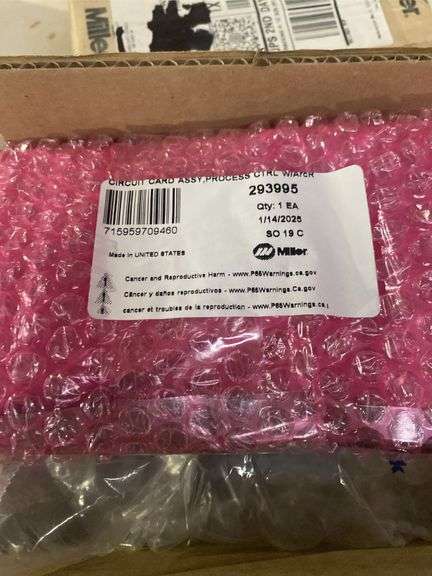 Miller
CIRCUIT CARD ASSY,PROCESS CTRL W/
293995
Qty: 1 EA
715959709460
1/14/2025
SO 19 C
Made in UNITED STATES
Miller
Cancer and Reproductive Harm - www.P65Warnings.ca.gov
Cáncer y daños reproductivos - www.P65Warnings.Ca.gov
cancer et troubles de la reproduction - www.P65Warnings.ca.